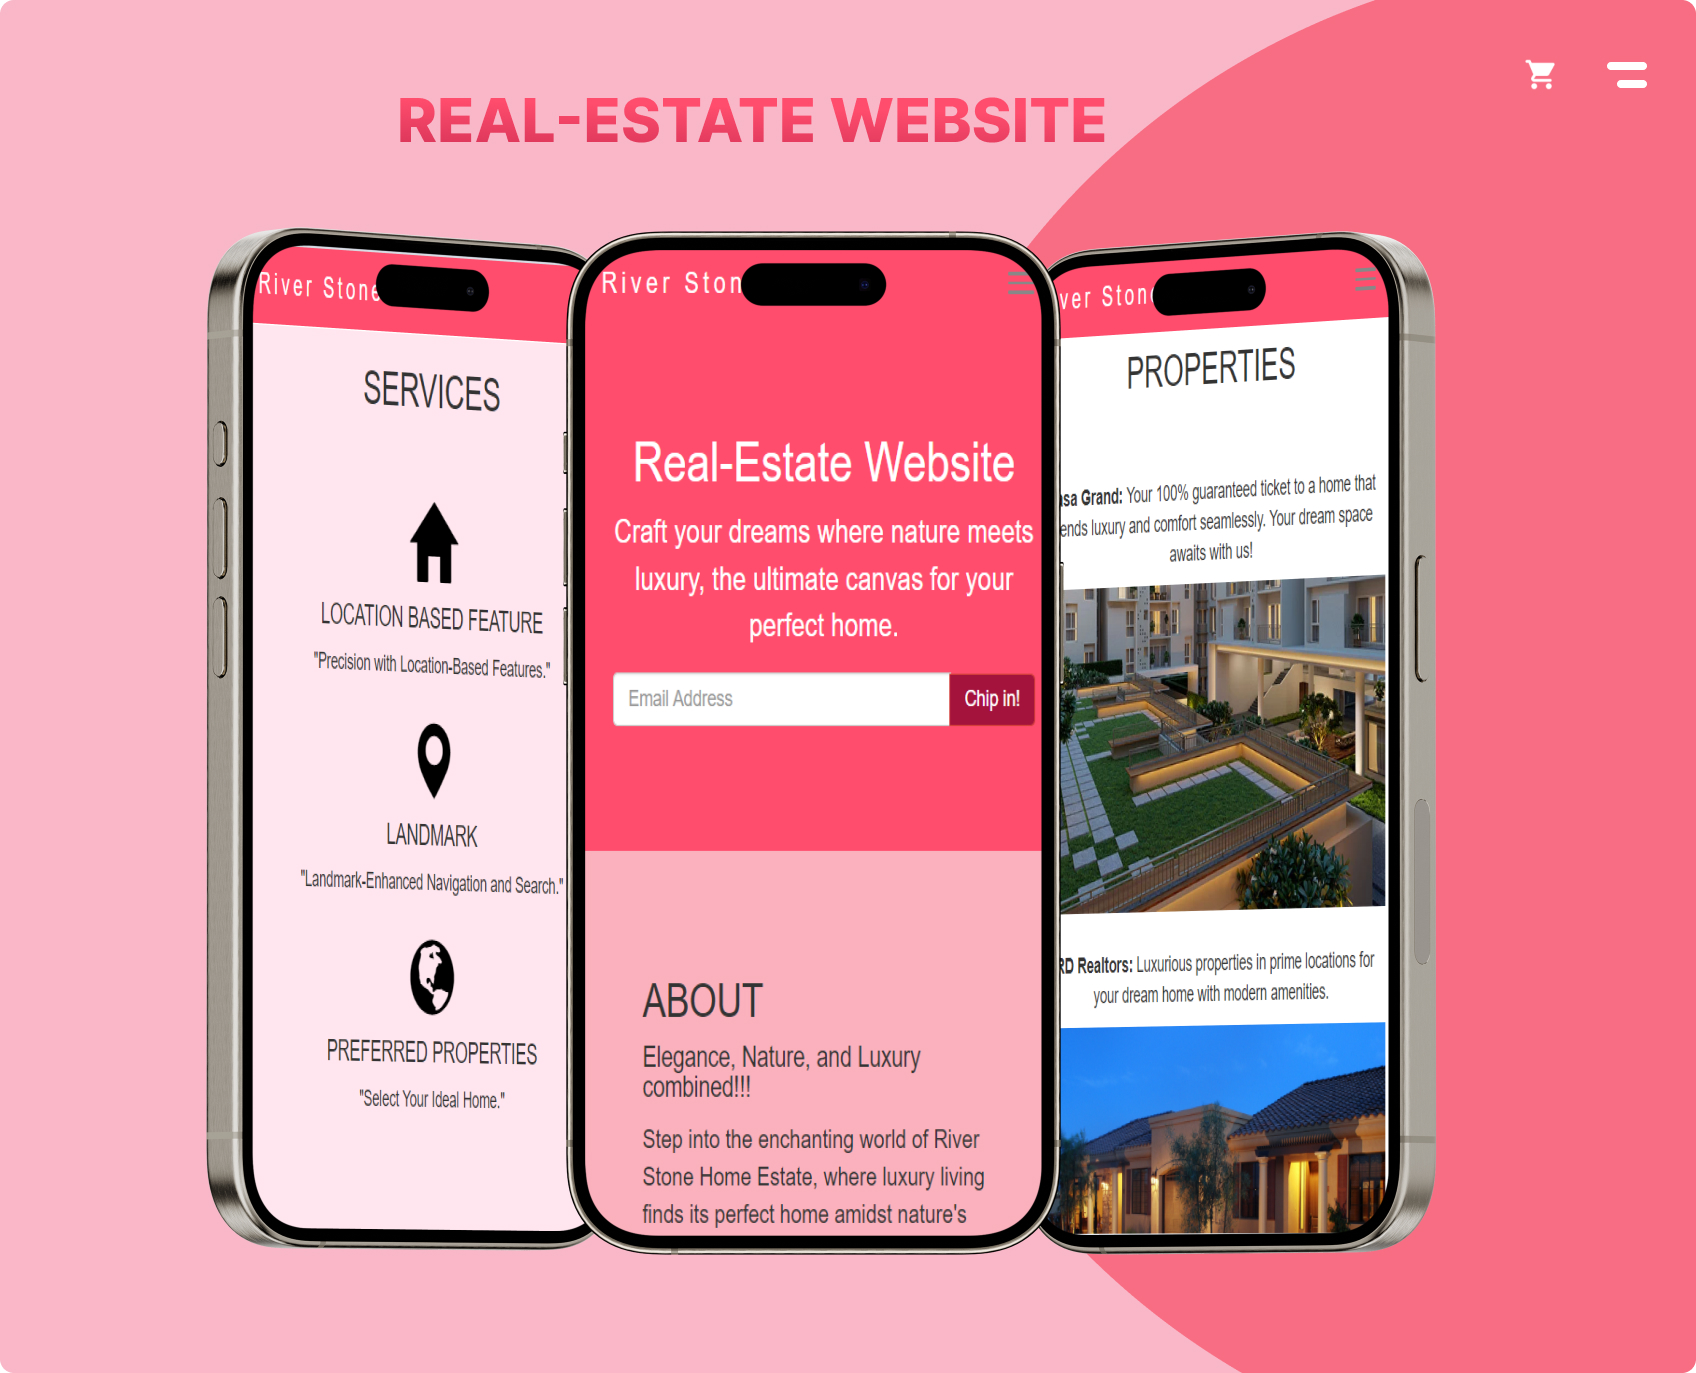 REAL-ESTATE WEBSITE
River Stone
SERVICES
LOCATION BASED FEATURE
"Precision with Location-Based Features."
LANDMARK
"Landmark-Enhanced Navigation and Search."
PREFERRED PROPERTIES
"Select Your Ideal Home."
River Ston
Real-Estate Website
Craft your dreams where nature meets
luxury, the ultimate canvas for your
perfect home.
Email Address
Chip in!
ABOUT
Elegance, Nature, and Luxury
combined!!!
Step into the enchanting world of River
Stone Home Estate, where luxury living
finds its perfect home amidst nature's
ver Stone
PROPERTIES
asa Grand: Your 100% guaranteed ticket to a home that
ends luxury and comfort seamlessly. Your dream space
awaits with us!
RD Realtors: Luxurious properties in prime locations for
your dream home with modern amenities.